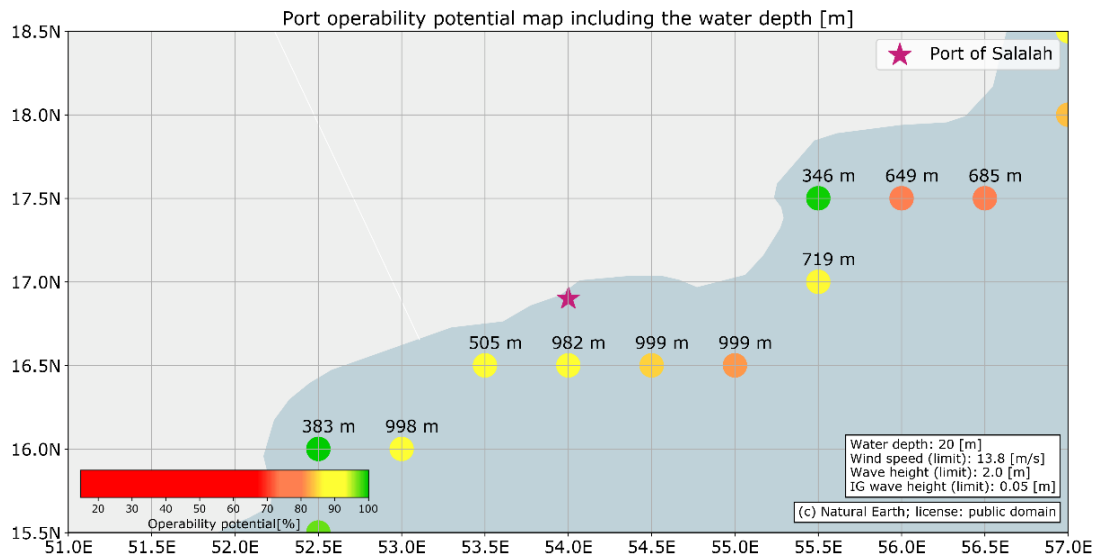 Port operability potential map including the water depth [m]
18.5N
Port of Salalah
18.0N
346 m 649 m 685 m
17.5N
719 m
17.0N
505 m 982 m 999 m 999 m
16.5N
383 m 998 m
16.0N
Water depth: 20 [m]
Wind speed (limit): 13.8 [m/s]
Wave height (limit): 2.0 [m]
IG wave height (limit): 0.05 [m]
20 30 40 50 60 70 80 90 100
Operability potential[%]
(c) Natural Earth; license: public domain
15.5N
51.0E 51.5E 52.0E 52.5E 53.0E 53.5E 54.0E 54.5E 55.0E 55.5E 56.0E 56.5E 57.0E